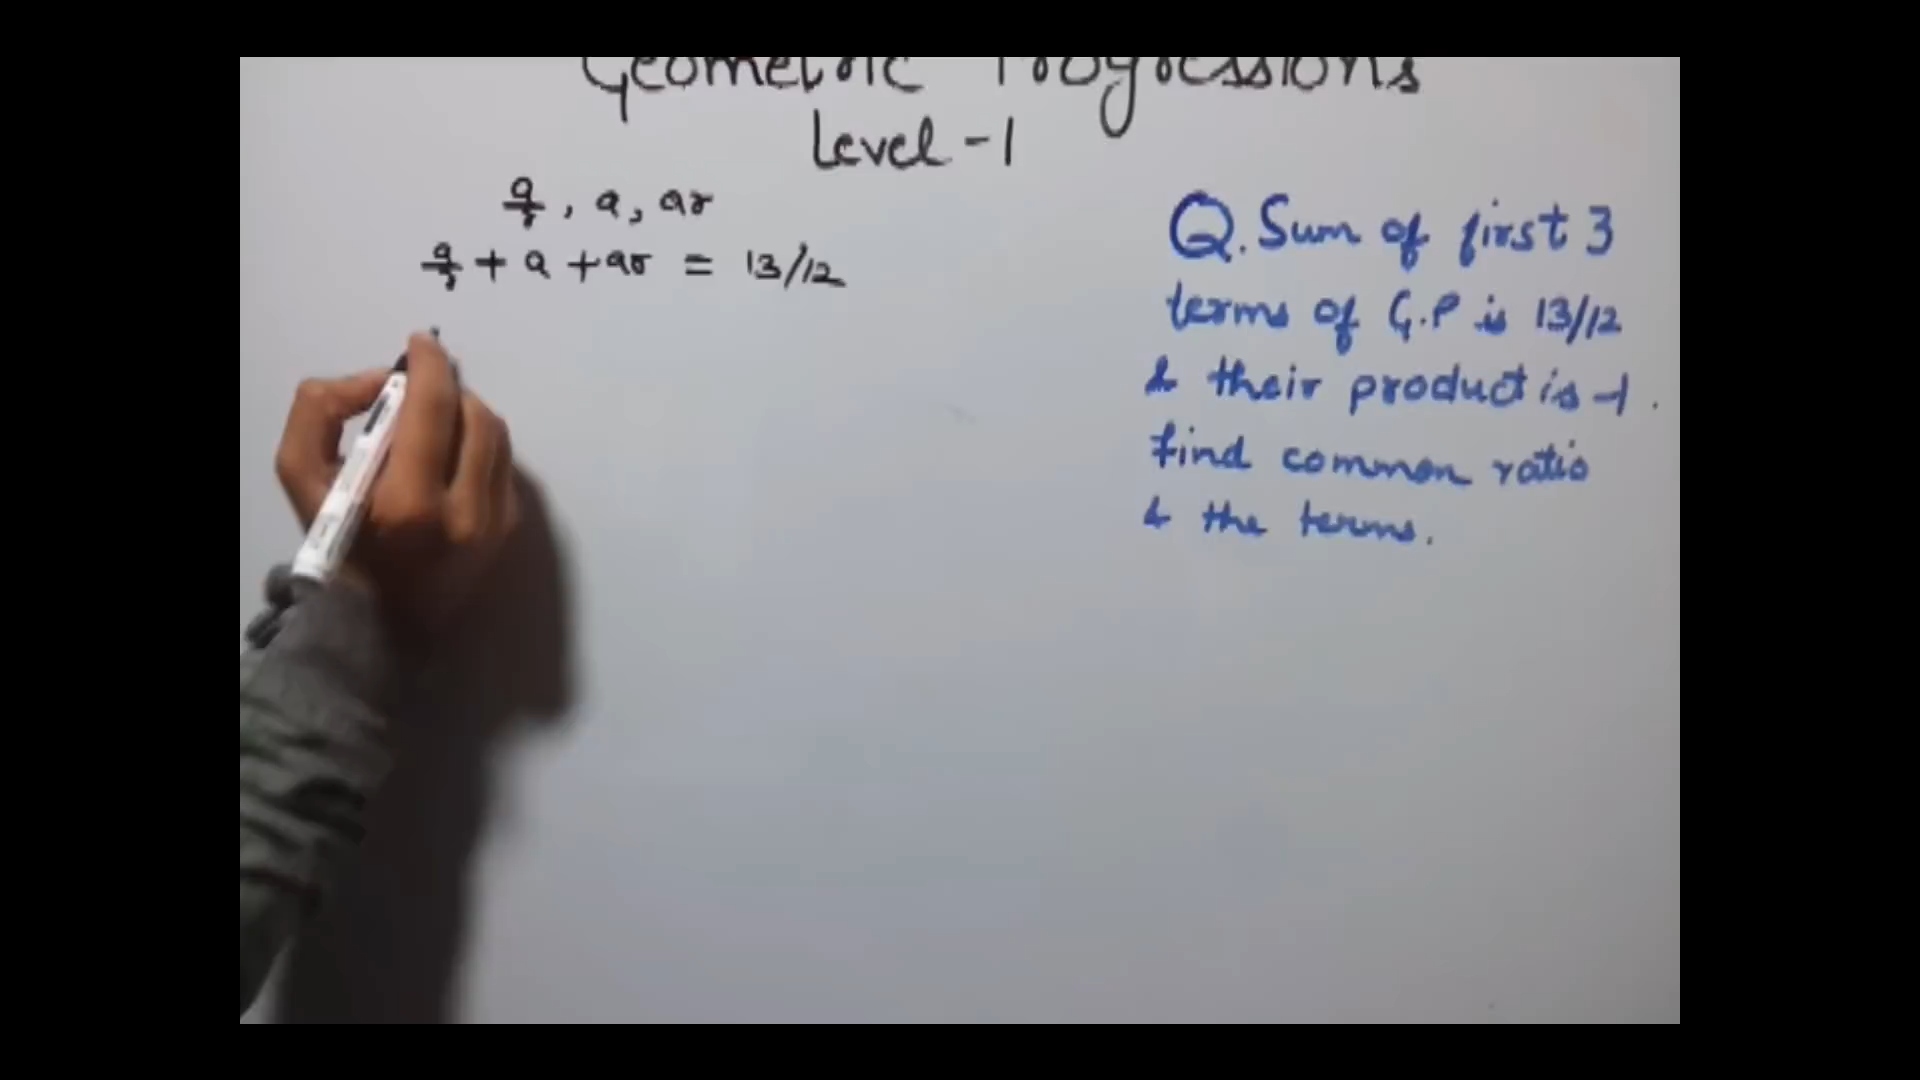 Geometric Progressions
Level - 1
a/r, a, ar
a/r + a + ar = 13/12
Q. Sum of first 3
terms of G.P is 13/12
& their product is -1.
find common ratio
& the terms.